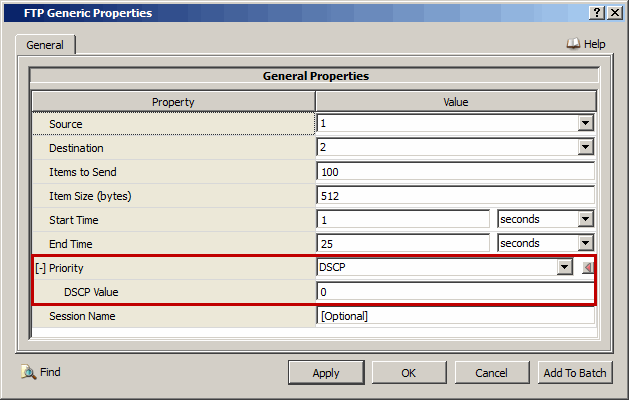 FTP Generic Properties
General
Help
General Properties
Property Value
Source 1
Destination 2
Items to Send 100
Item Size (bytes) 512
Start Time 1 seconds
End Time 25 seconds
[-] Priority DSCP
DSCP Value 0
Session Name [Optional]
Find Apply OK Cancel Add To Batch